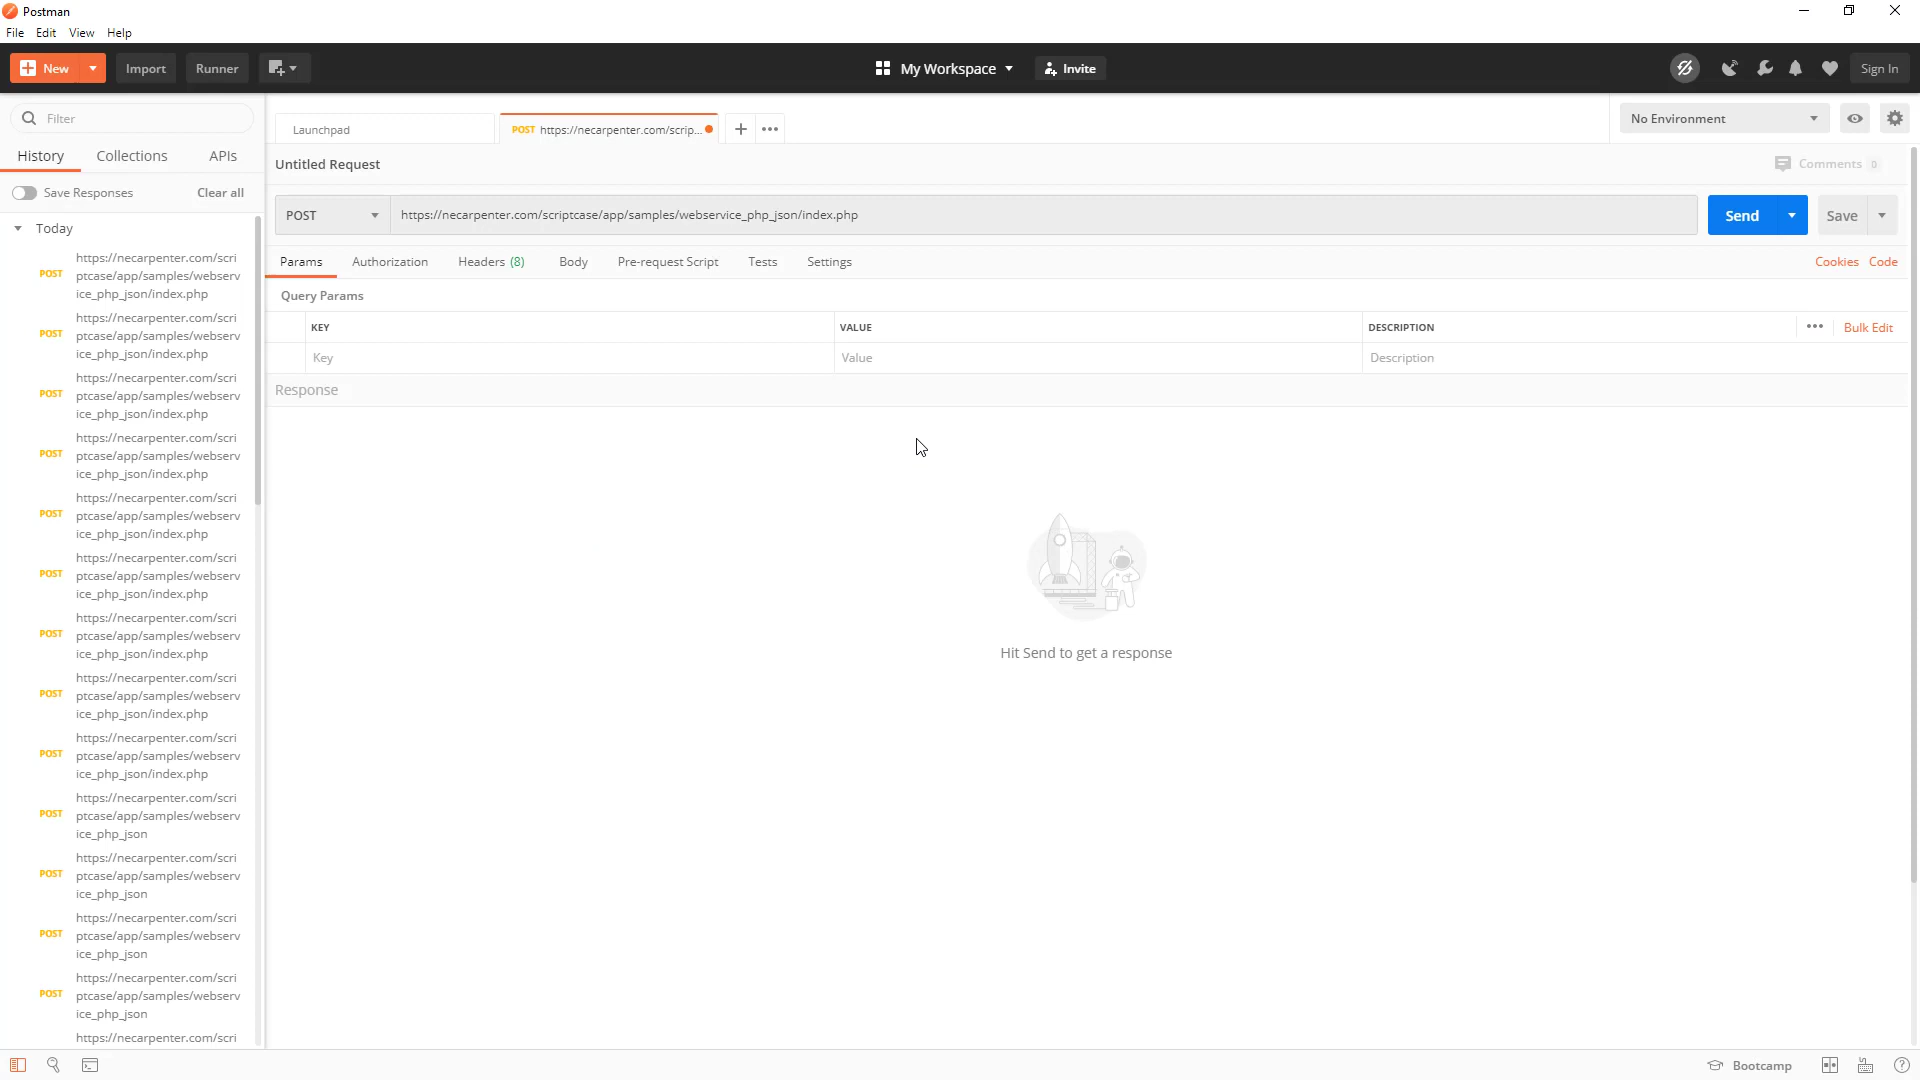 Postman
File Edit View Help
New Import Runner My Workspace Invite Sign In
Filter
Launchpad
POST https://necarpenter.com/scrip...
No Environment
History Collections APIs
Untitled Request
Comments 0
Save Responses Clear all
POST https://necarpenter.com/scriptcase/app/samples/webservice_php_json/index.php
Send Save
Today
Params Authorization Headers (8) Body Pre-request Script Tests Settings
Cookies Code
Query Params
KEY VALUE DESCRIPTION
Bulk Edit
Key Value Description
Response
Hit Send to get a response
POST
https://necarpenter.com/scri
ptcase/app/samples/webserv
ice_php_json/index.php
POST
https://necarpenter.com/scri
ptcase/app/samples/webserv
ice_php_json/index.php
POST
https://necarpenter.com/scri
ptcase/app/samples/webserv
ice_php_json/index.php
POST
https://necarpenter.com/scri
ptcase/app/samples/webserv
ice_php_json/index.php
POST
https://necarpenter.com/scri
ptcase/app/samples/webserv
ice_php_json/index.php
POST
https://necarpenter.com/scri
ptcase/app/samples/webserv
ice_php_json/index.php
POST
https://necarpenter.com/scri
ptcase/app/samples/webserv
ice_php_json/index.php
POST
https://necarpenter.com/scri
ptcase/app/samples/webserv
ice_php_json/index.php
POST
https://necarpenter.com/scri
ptcase/app/samples/webserv
ice_php_json/index.php
POST
https://necarpenter.com/scri
ptcase/app/samples/webserv
ice_php_json
POST
https://necarpenter.com/scri
ptcase/app/samples/webserv
ice_php_json
POST
https://necarpenter.com/scri
ptcase/app/samples/webserv
ice_php_json
POST
https://necarpenter.com/scri
ptcase/app/samples/webserv
ice_php_json
https://necarpenter.com/scri
Bootcamp